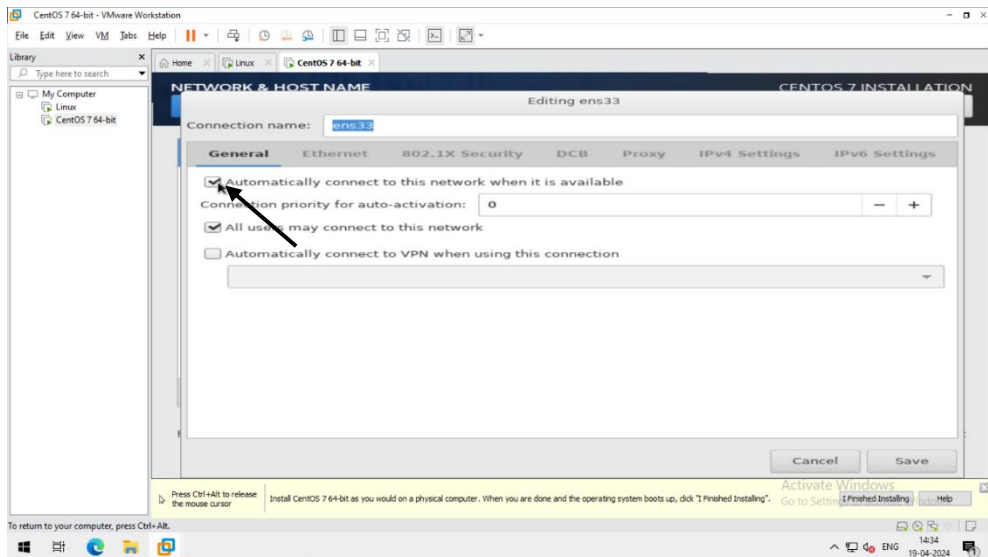 CentOS 7 64-bit - VMware Workstation
File Edit View VM Tabs Help
Library
Type here to search
My Computer
Linux
CentOS 7 64-bit
Home Linux CentOS 7 64-bit
NETWORK & HOST NAME CENTOS 7 INSTALLATION
Editing ens33
Connection name: ens33
General Ethernet 802.1X Security DCB Proxy IPv4 Settings IPv6 Settings
Automatically connect to this network when it is available
Connection priority for auto-activation: 0
All users may connect to this network
Automatically connect to VPN when using this connection
Cancel Save
Activate Windows
Press Ctrl+Alt to release
the mouse cursor
Install CentOS 7 64-bit as you would on a physical computer. When you are done and the operating system boots up, click "I Finished Installing".
Go to Settin
I Finished Installing Help
To return to your computer, press Ctrl+Alt.
ENG
14:34
19-04-2024